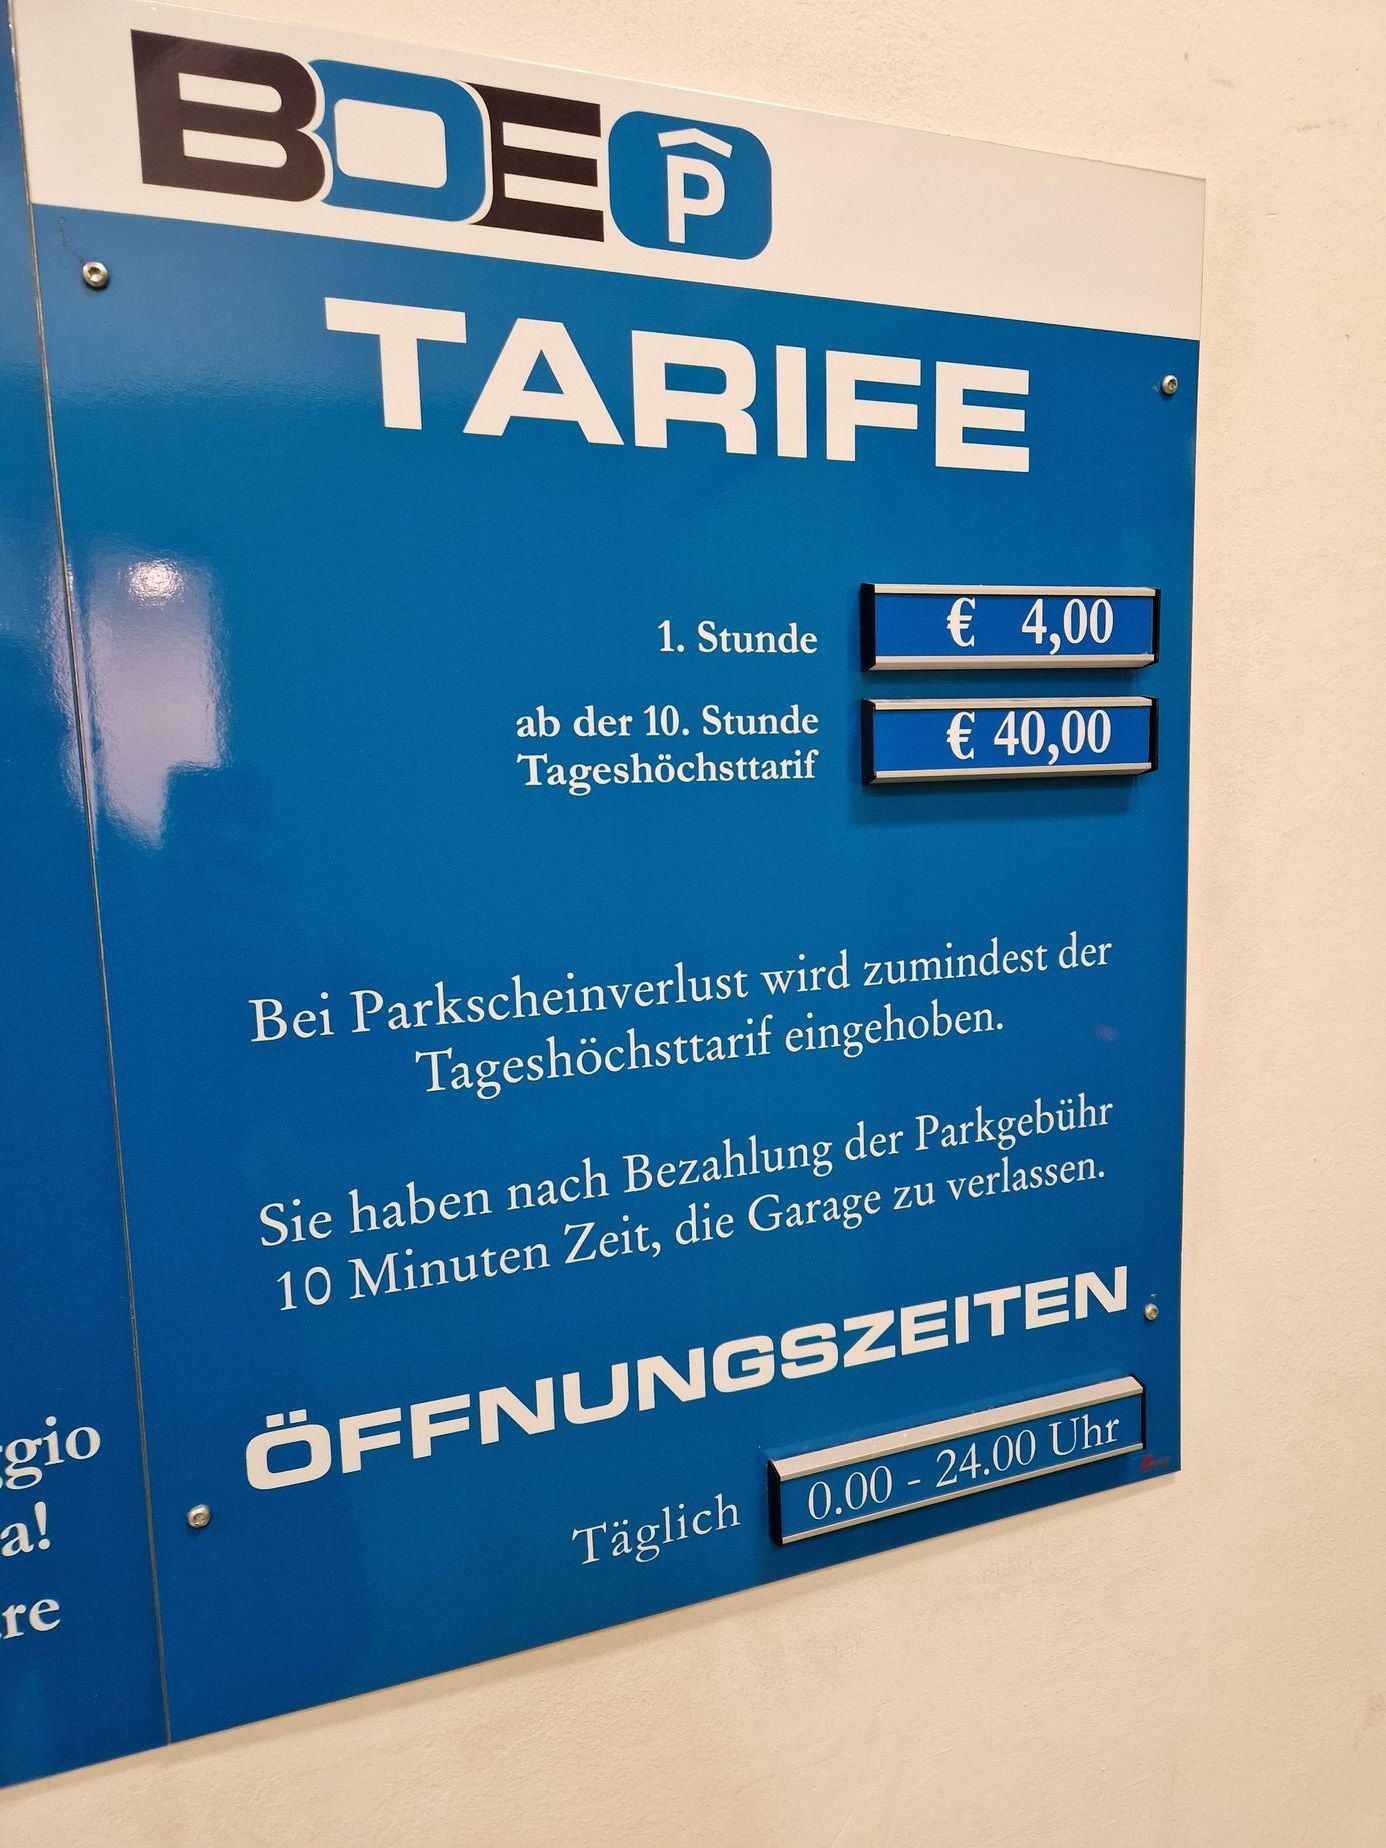 BOE P
TARIFE
1. Stunde € 4,00
ab der 10. Stunde
Tageshöchsttarif € 40,00
Bei Parkscheinverlust wird zumindest der
Tageshöchsttarif eingehoben.
Sie haben nach Bezahlung der Parkgebühr
10 Minuten Zeit, die Garage zu verlassen.
ÖFFNUNGSZEITEN
Täglich 0.00 - 24.00 Uhr